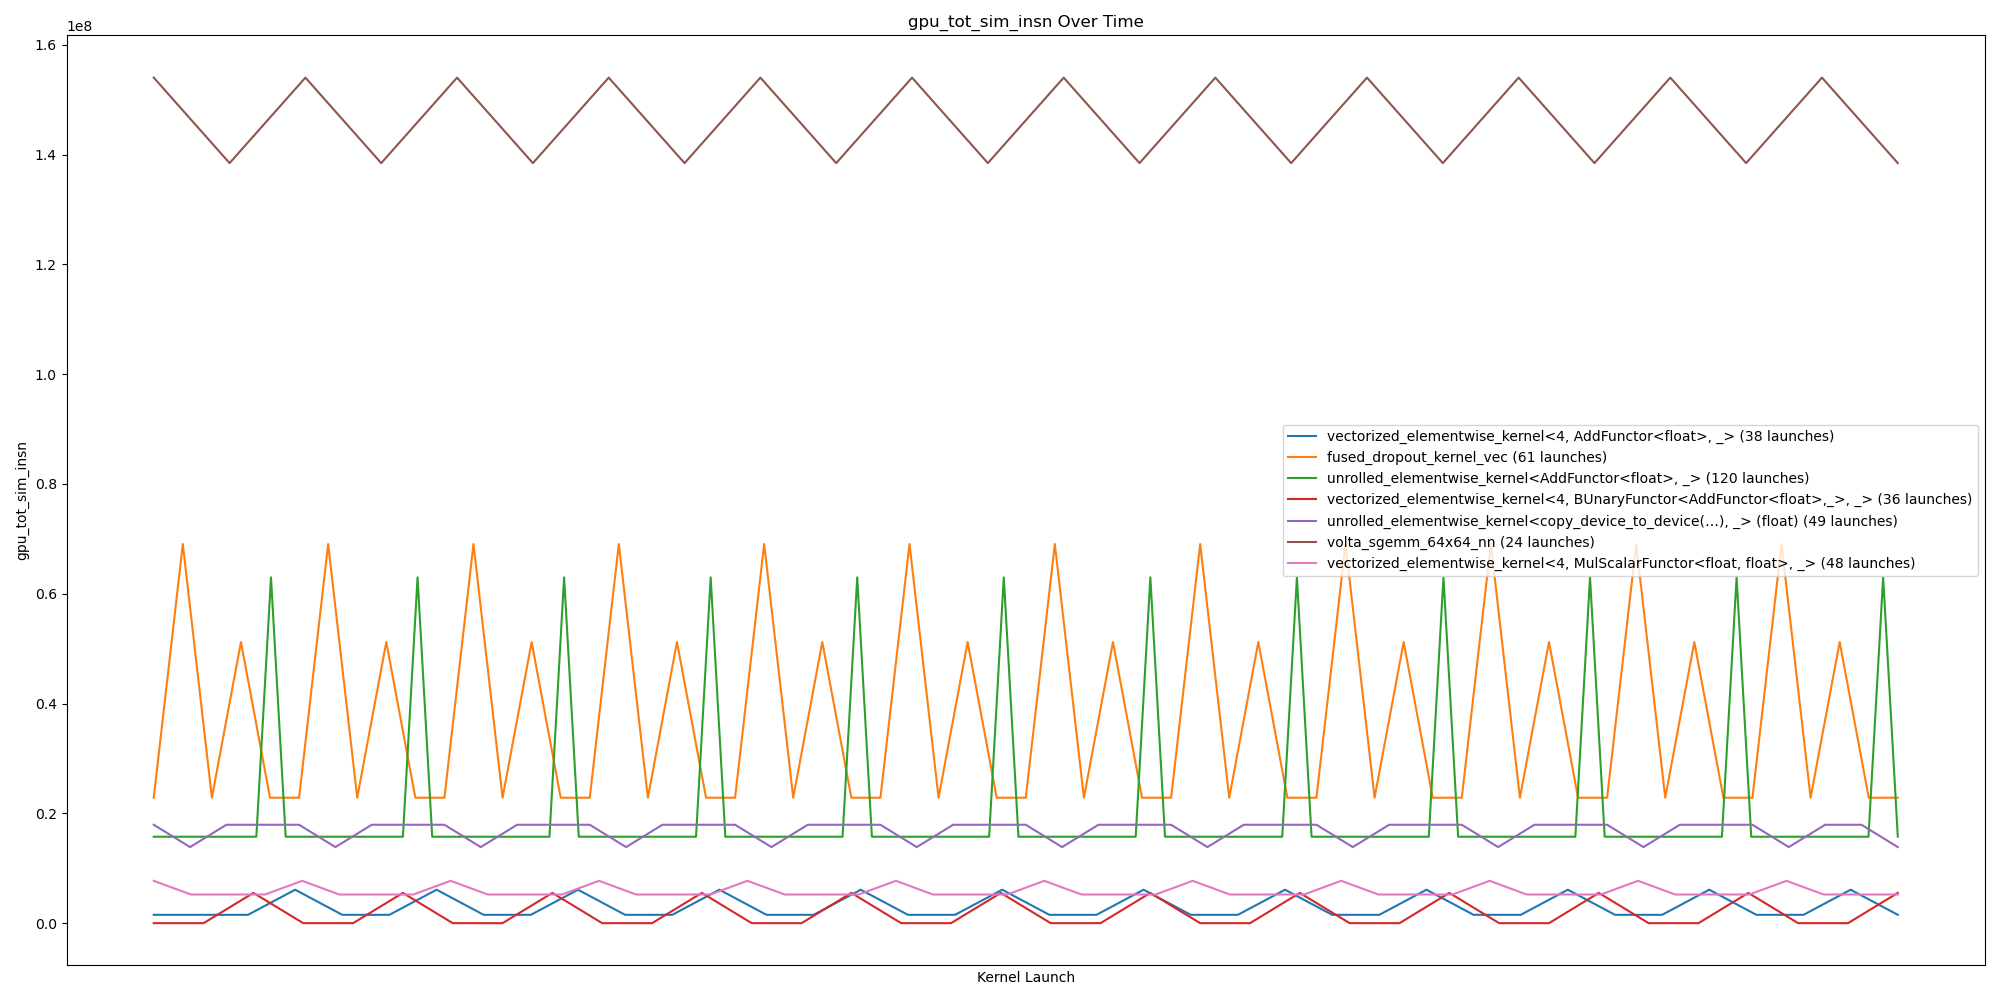 gpu_tot_sim_insn Over Time
1e8
1.6
1.4
1.2
1.0
0.8
0.6
0.4
0.2
0.0
gpu_tot_sim_insn
Kernel Launch
vectorized_elementwise_kernel<4, AddFunctor<float>, _> (38 launches)
fused_dropout_kernel_vec (61 launches)
unrolled_elementwise_kernel<AddFunctor<float>, _> (120 launches)
vectorized_elementwise_kernel<4, BUnaryFunctor<AddFunctor<float>,_>, _> (36 launches)
unrolled_elementwise_kernel<copy_device_to_device(...), _> (float) (49 launches)
volta_sgemm_64x64_nn (24 launches)
vectorized_elementwise_kernel<4, MulScalarFunctor<float, float>, _> (48 launches)